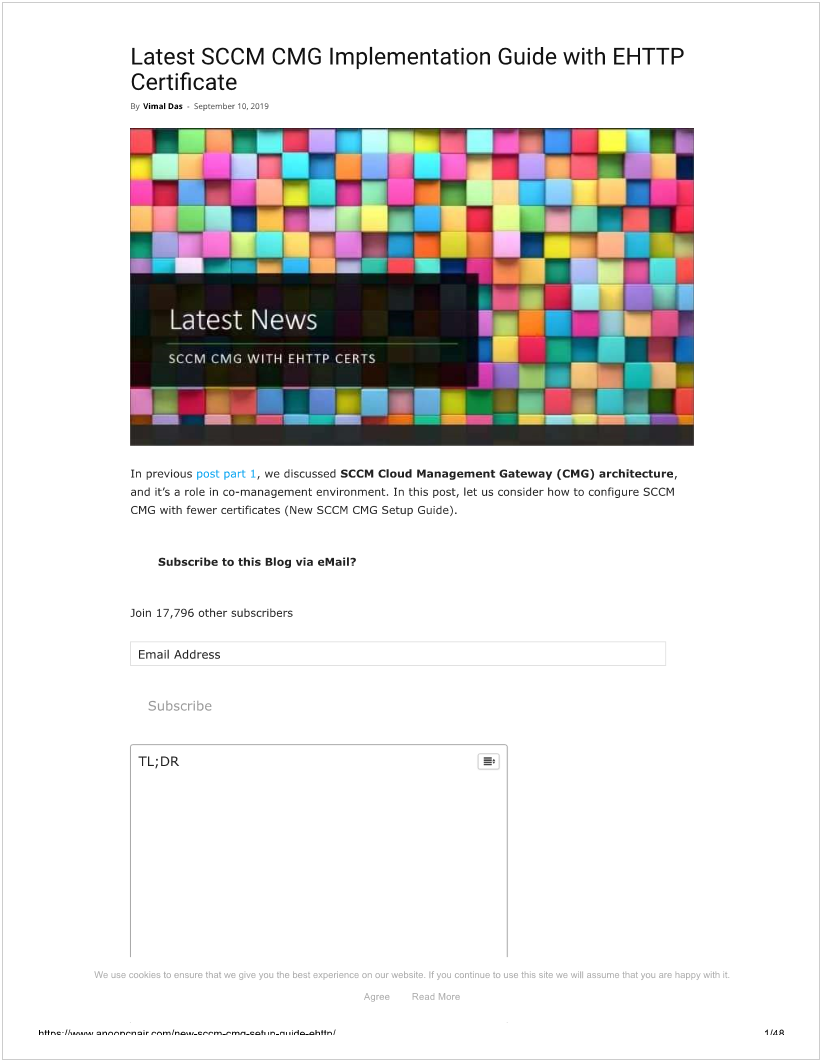 Latest SCCM CMG Implementation Guide with EHTTP
Certificate
By Vimal Das - September 10, 2019
Latest News
SCCM CMG WITH EHTTP CERTS
In previous post part 1, we discussed SCCM Cloud Management Gateway (CMG) architecture,
and it’s a role in co-management environment. In this post, let us consider how to configure SCCM
CMG with fewer certificates (New SCCM CMG Setup Guide).
Subscribe to this Blog via eMail?
Join 17,796 other subscribers
Email Address
Subscribe
TL;DR
We use cookies to ensure that we give you the best experience on our website. If you continue to use this site we will assume that you are happy with it.
Agree Read More
https://www.anoopcnair.com/new-sccm-cmg-setup-guide-ehttp/ 1/48